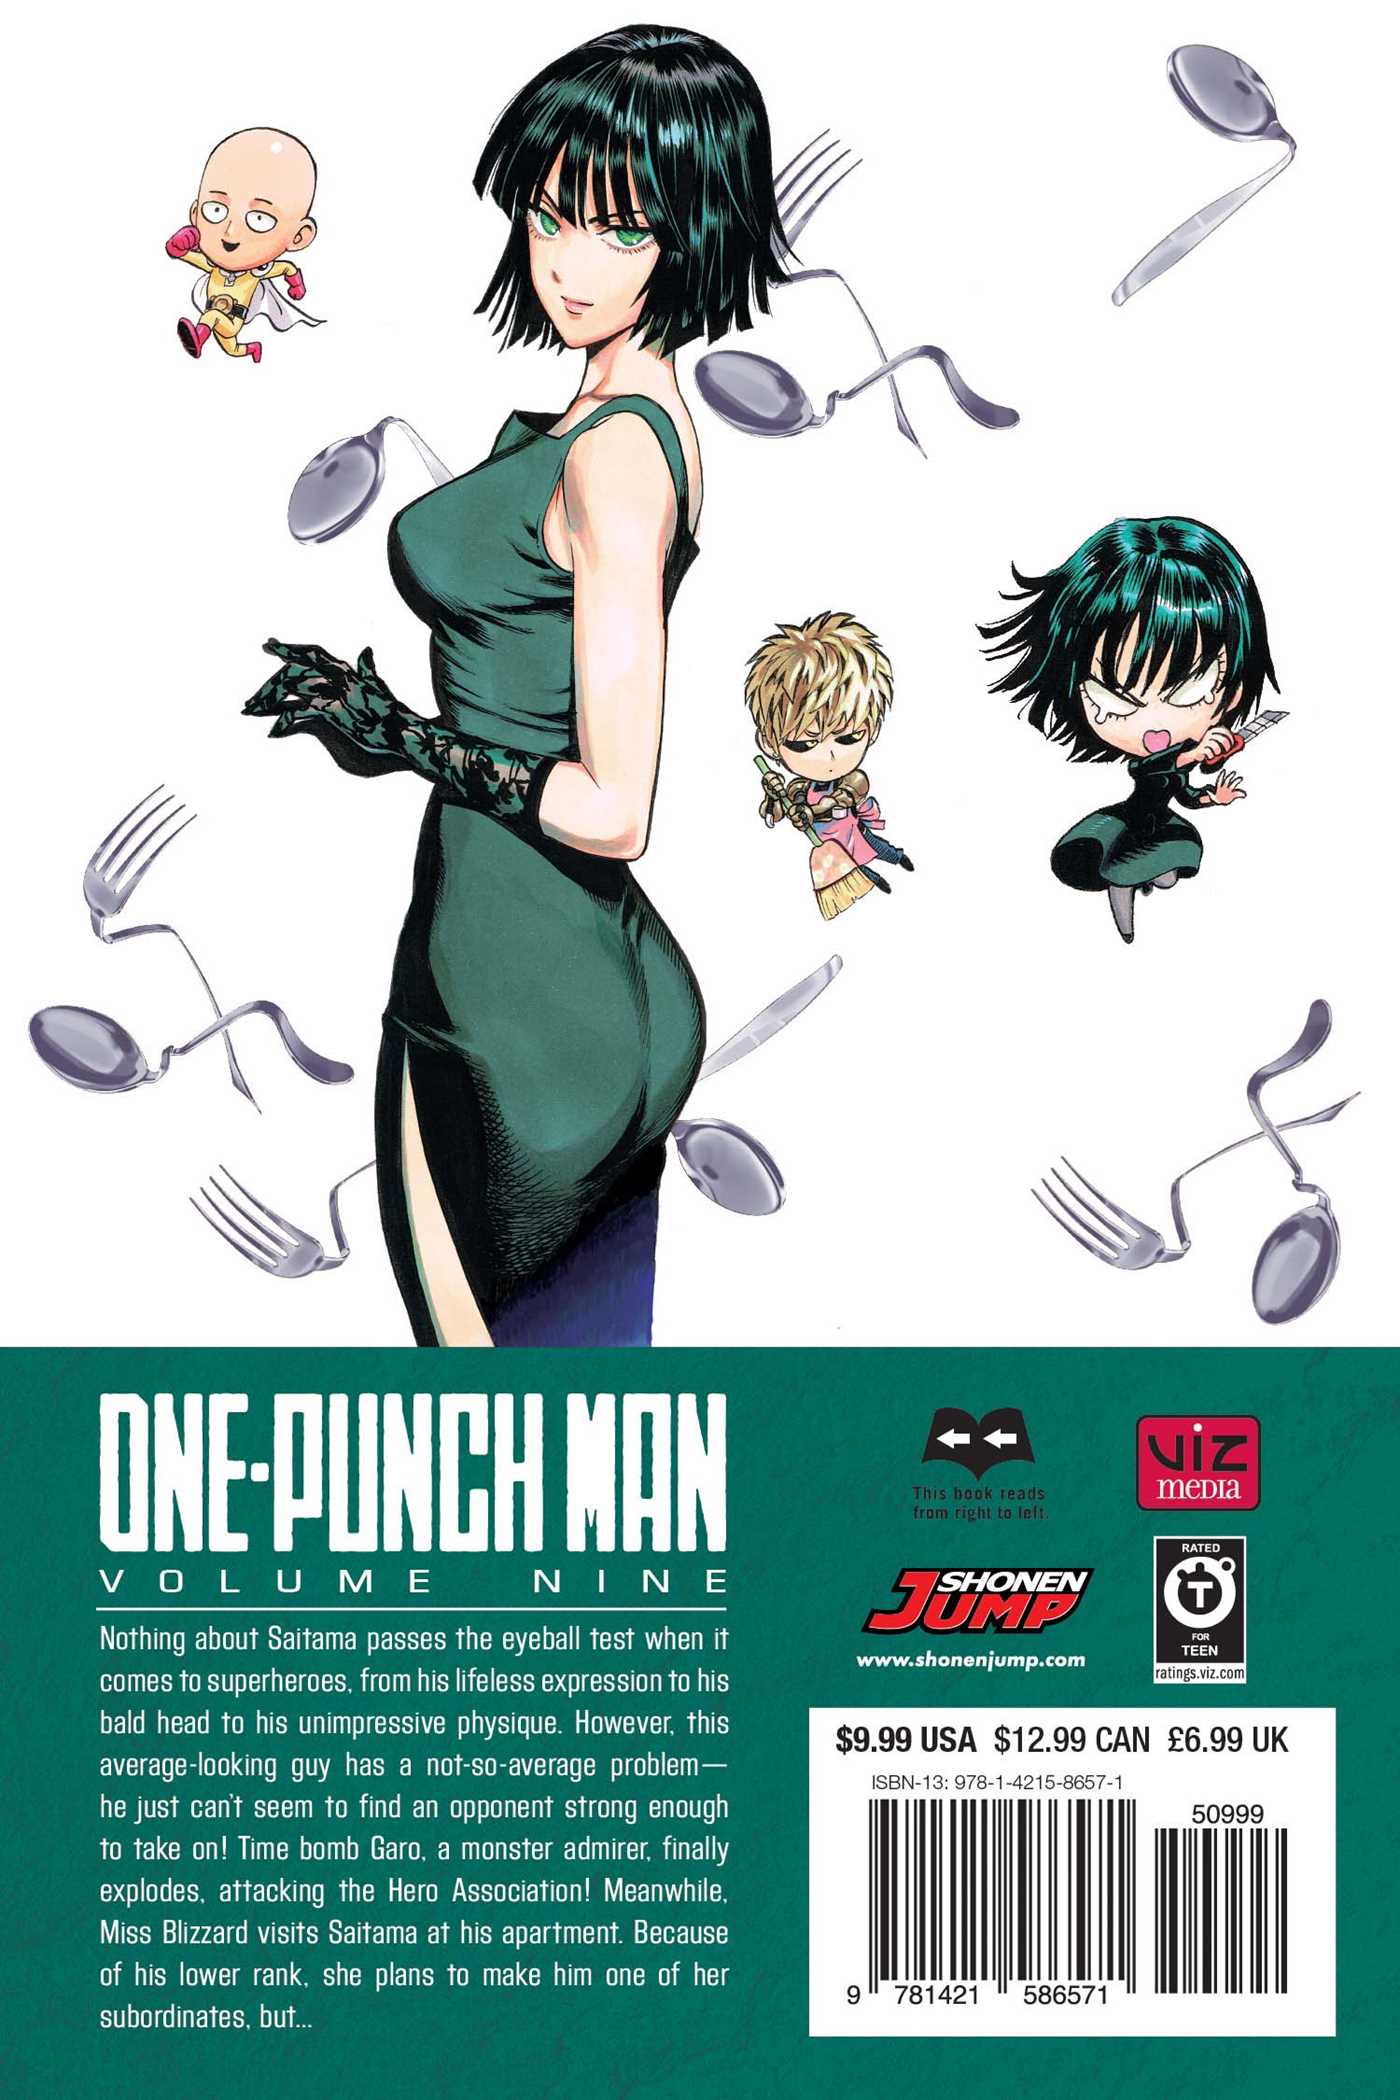 ONE-PUNCH MAN
VOLUME NINE
Nothing about Saitama passes the eyeball test when it
comes to superheroes, from his lifeless expression to his
bald head to his unimpressive physique. However, this
average-looking guy has a not-so-average problem—
he just can't seem to find an opponent strong enough
to take on! Time bomb Garo, a monster admirer, finally
explodes, attacking the Hero Association! Meanwhile,
Miss Blizzard visits Saitama at his apartment. Because
of his lower rank, she plans to make him one of her
subordinates, but...
This book reads
from right to left.
VIZ
MEDIA
SHONEN
JUMP
www.shonenjump.com
RATED
T
FOR
TEEN
ratings.viz.com
$9.99 USA $12.99 CAN £6.99 UK
ISBN-13: 978-1-4215-8657-1
50999
9 781421 586571